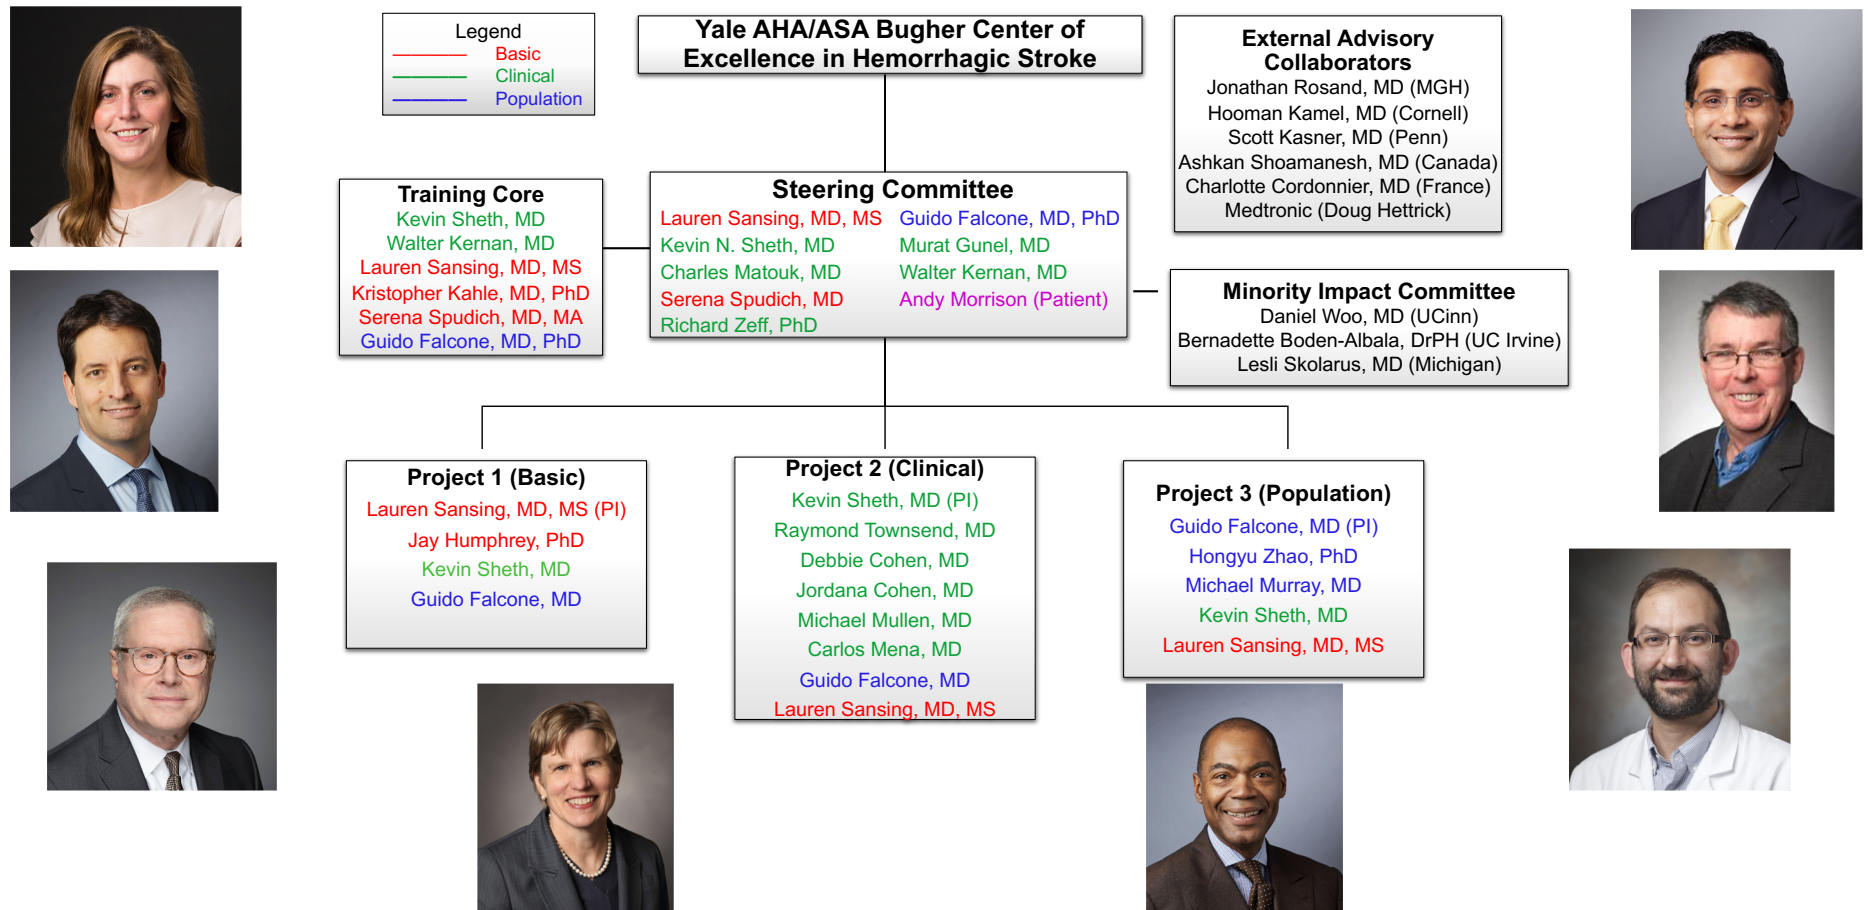 Legend
Basic
Clinical
Population
Yale AHA/ASA Bugher Center of
Excellence in Hemorrhagic Stroke
External Advisory
Collaborators
Jonathan Rosand, MD (MGH)
Hooman Kamel, MD (Cornell)
Scott Kasner, MD (Penn)
Ashkan Shoamanesh, MD (Canada)
Charlotte Cordonnier, MD (France)
Medtronic (Doug Hettrick)
Training Core
Kevin Sheth, MD
Walter Kernan, MD
Lauren Sansing, MD, MS
Kristopher Kahle, MD, PhD
Serena Spudich, MD, MA
Guido Falcone, MD, PhD
Steering Committee
Lauren Sansing, MD, MS
Kevin N. Sheth, MD
Charles Matouk, MD
Serena Spudich, MD
Richard Zeff, PhD
Guido Falcone, MD, PhD
Murat Gunel, MD
Walter Kernan, MD
Andy Morrison (Patient)
Minority Impact Committee
Daniel Woo, MD (UCinn)
Bernadette Boden-Albala, DrPH (UC Irvine)
Lesli Skolarus, MD (Michigan)
Project 1 (Basic)
Lauren Sansing, MD, MS (PI)
Jay Humphrey, PhD
Kevin Sheth, MD
Guido Falcone, MD
Project 2 (Clinical)
Kevin Sheth, MD (PI)
Raymond Townsend, MD
Debbie Cohen, MD
Jordana Cohen, MD
Michael Mullen, MD
Carlos Mena, MD
Guido Falcone, MD
Lauren Sansing, MD, MS
Project 3 (Population)
Guido Falcone, MD (PI)
Hongyu Zhao, PhD
Michael Murray, MD
Kevin Sheth, MD
Lauren Sansing, MD, MS